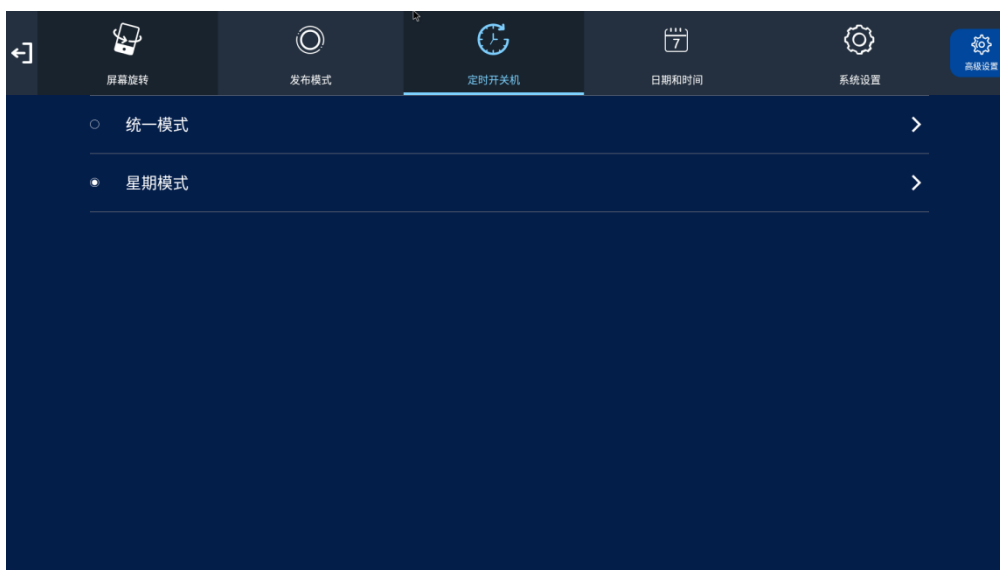 屏幕旋转
发布模式
定时开关机
7
日期和时间
系统设置
高级设置
统一模式
星期模式